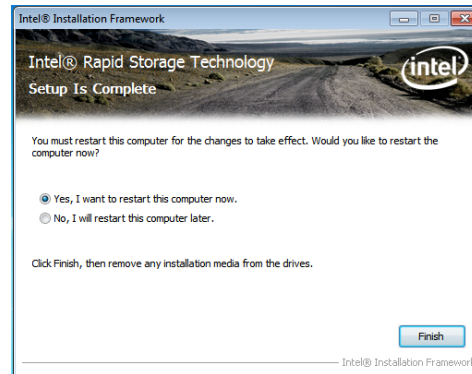 Intel® Installation Framework
Intel® Rapid Storage Technology
Setup Is Complete
intel
You must restart this computer for the changes to take effect. Would you like to restart the
computer now?
Yes, I want to restart this computer now.
No, I will restart this computer later.
Click Finish, then remove any installation media from the drives.
Finish
Intel® Installation Framework